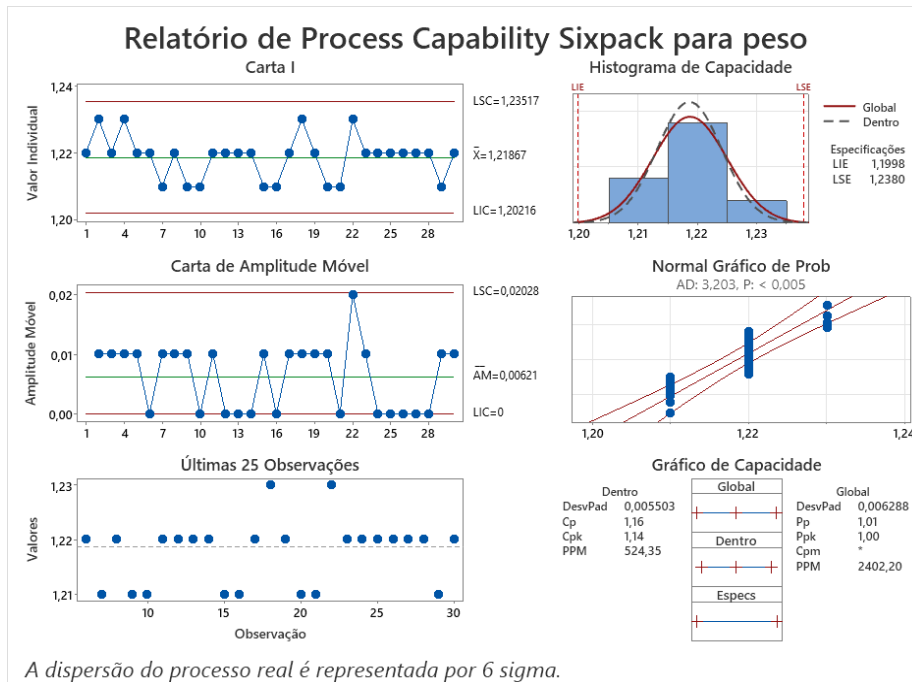 Relatório de Process Capability Sixpack para peso
Carta I
Valor Individual
1,24
1,22
1,20
1 4 7 10 13 16 19 22 25 28
LSC=1,23517
X=1,21867
LIC=1,20216
Histograma de Capacidade
LIE LSE
1,20 1,21 1,22 1,23
Global
Dentro
Especificações
LIE 1,1998
LSE 1,2380
Carta de Amplitude Móvel
Amplitude Móvel
0,02
0,01
0,00
1 4 7 10 13 16 19 22 25 28
LSC=0,02028
AM=0,00621
LIC=0
Normal Gráfico de Prob
AD: 3,203, P: < 0,005
1,20 1,22 1,24
Últimas 25 Observações
Valores
1,23
1,22
1,21
10 15 20 25 30
Observação
Gráfico de Capacidade
Dentro
DesvPad 0,005503
Cp 1,16
Cpk 1,14
PPM 524,35
Global
Dentro
Especs
Global
DesvPad 0,006288
Pp 1,01
Ppk 1,00
Cpm *
PPM 2402,20
A dispersão do processo real é representada por 6 sigma.